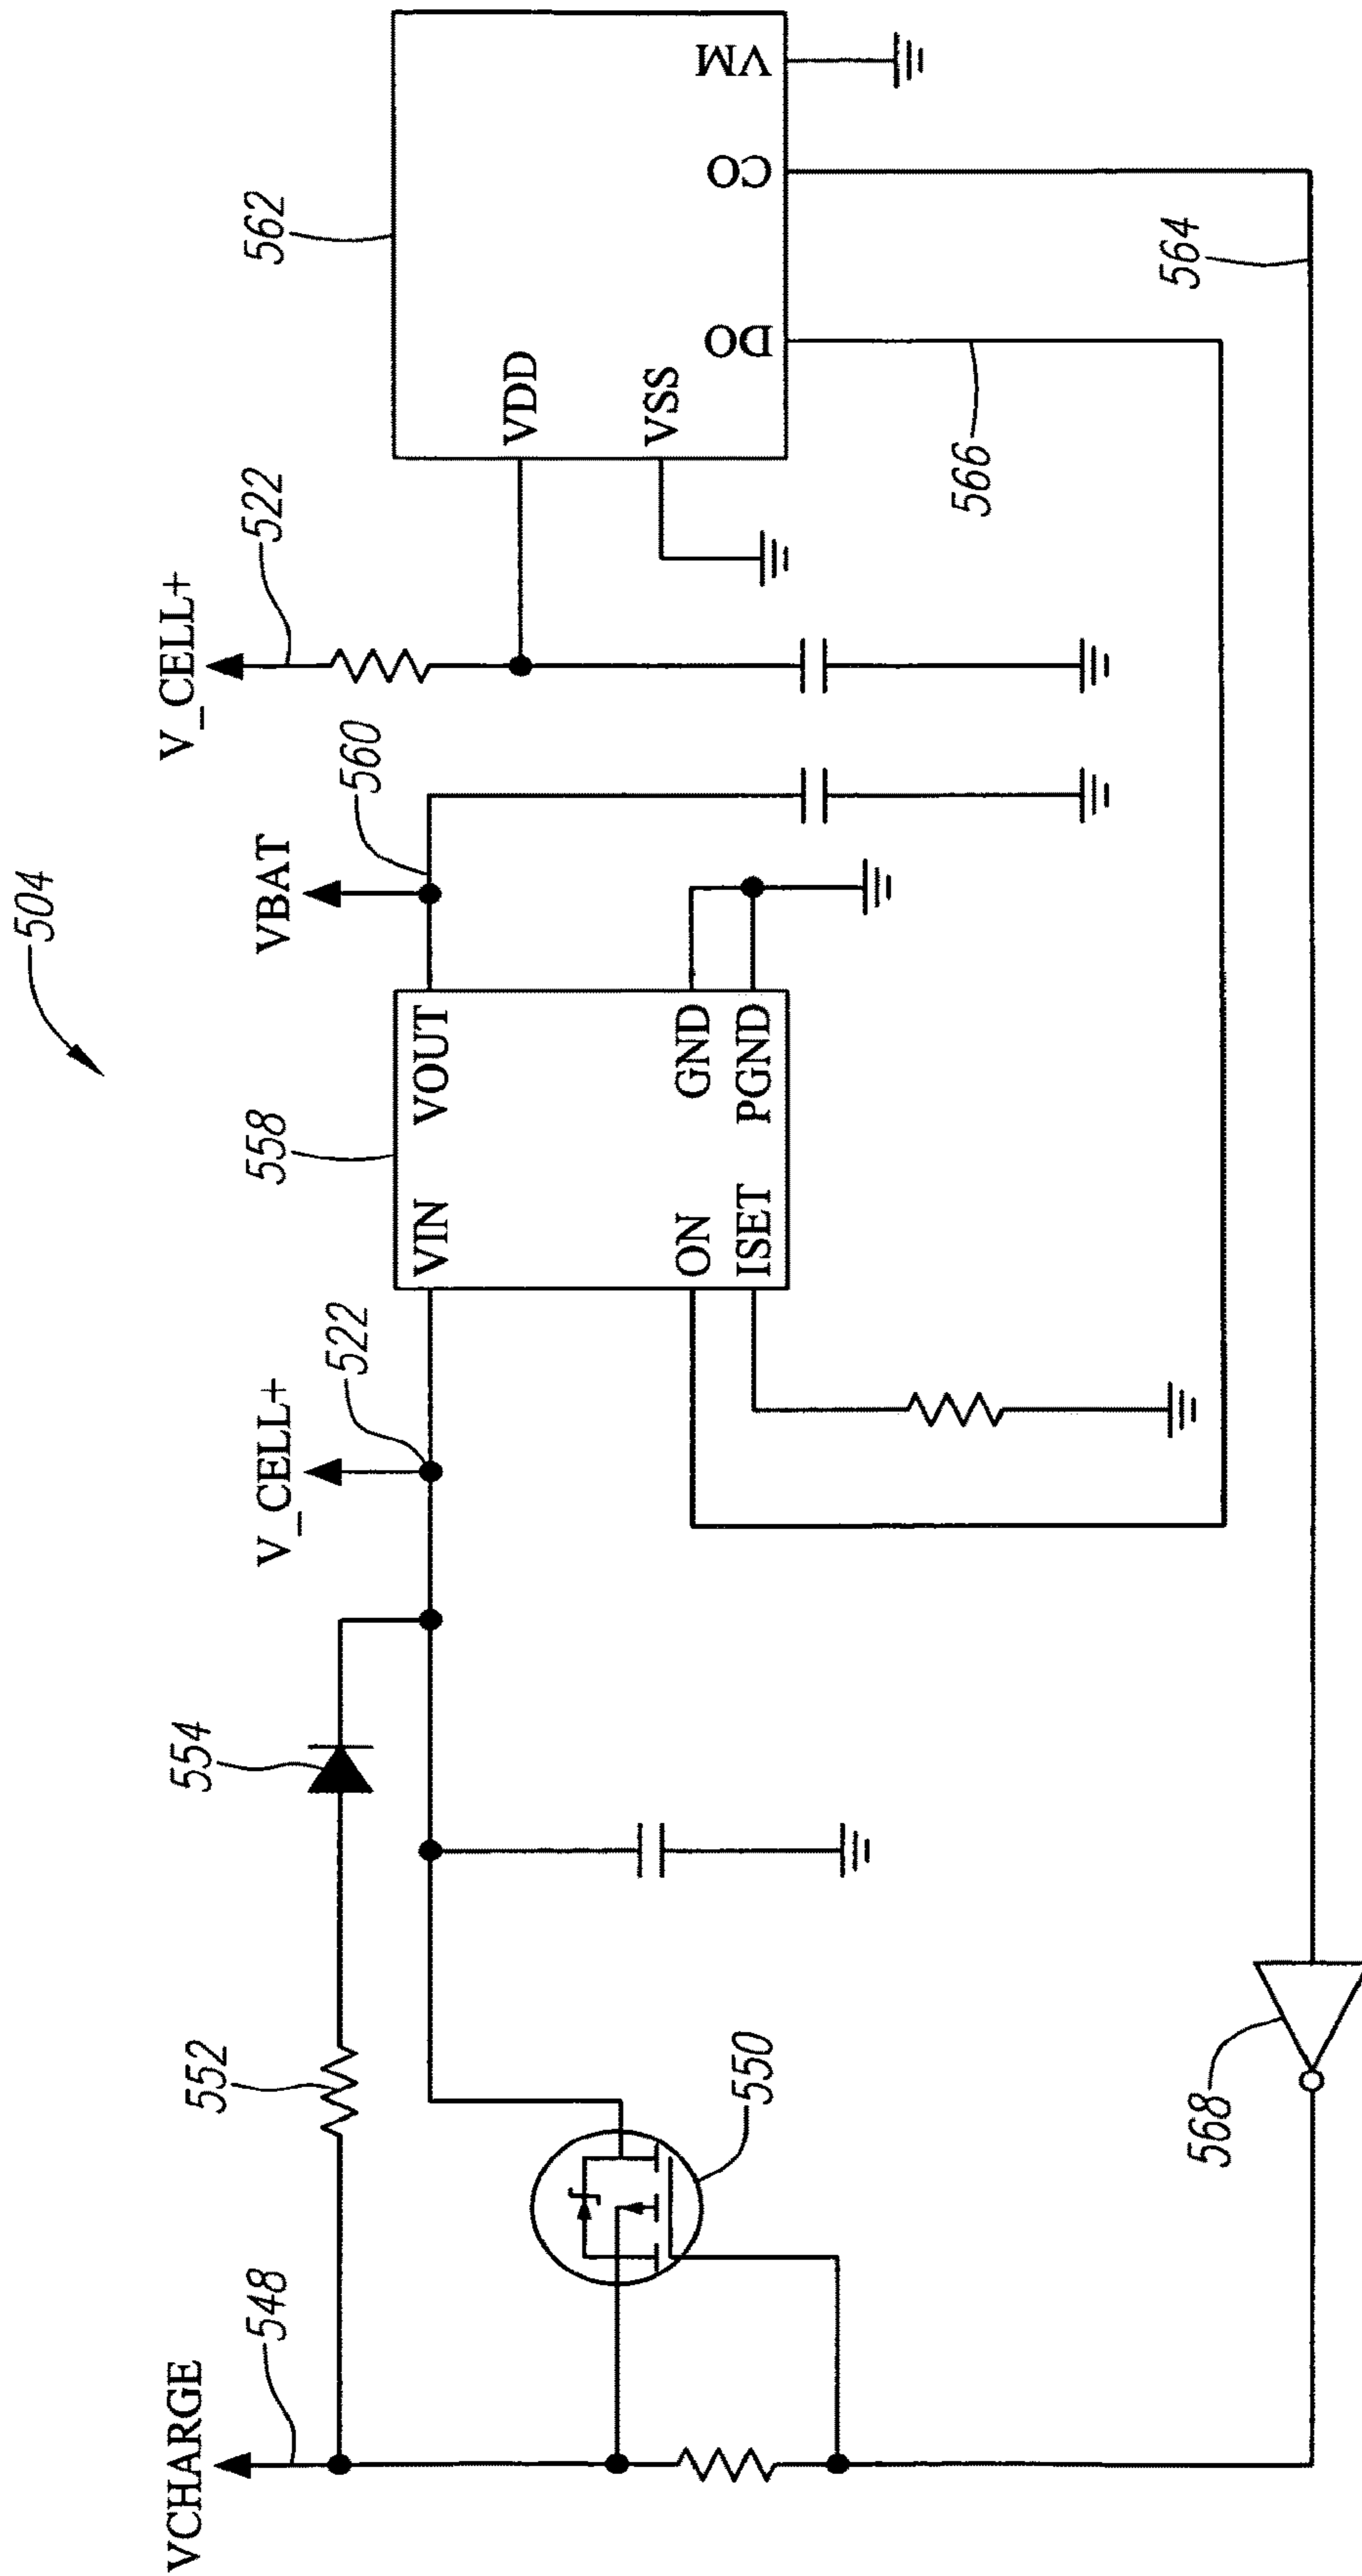 504
VCHARGE
548
552
554
550
V_CELL+
522
558
VIN
VOUT
ON
GND
ISET
PGND
VBAT
560
V_CELL+
522
562
VDD
VSS
DO
CO
VM
566
564
568